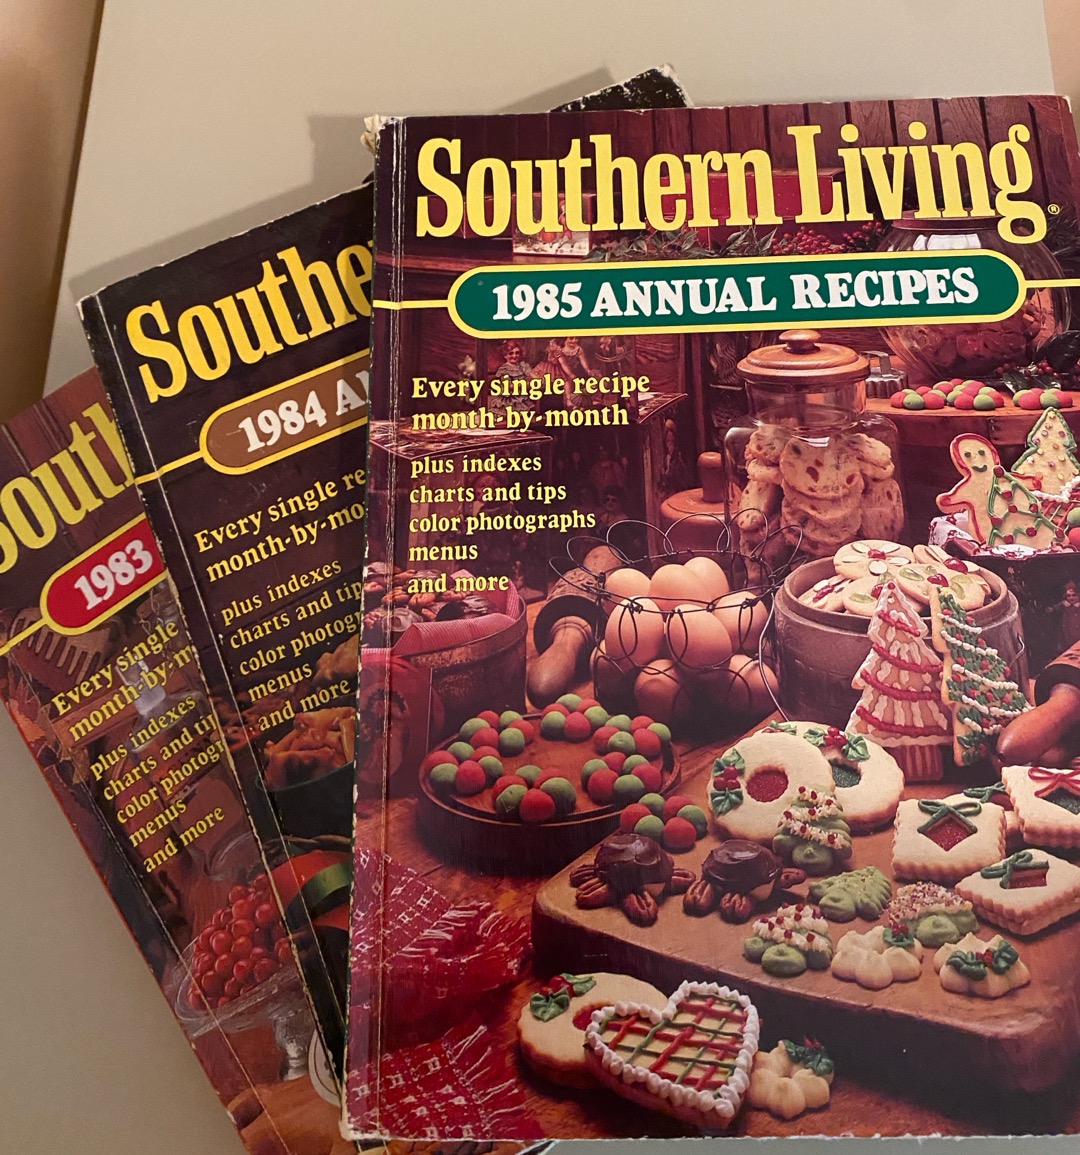 Southern Living®
1985 ANNUAL RECIPES
Every single recipe
month-by-month
plus indexes
charts and tips
color photographs
menus
and more
Southe
1984 A
Every single re
month-by-mo
plus indexes
charts and tip
color photog
menus
and more
South
1983
Every single
month-by-m
plus indexes
charts and ti
color photog
menus
and more